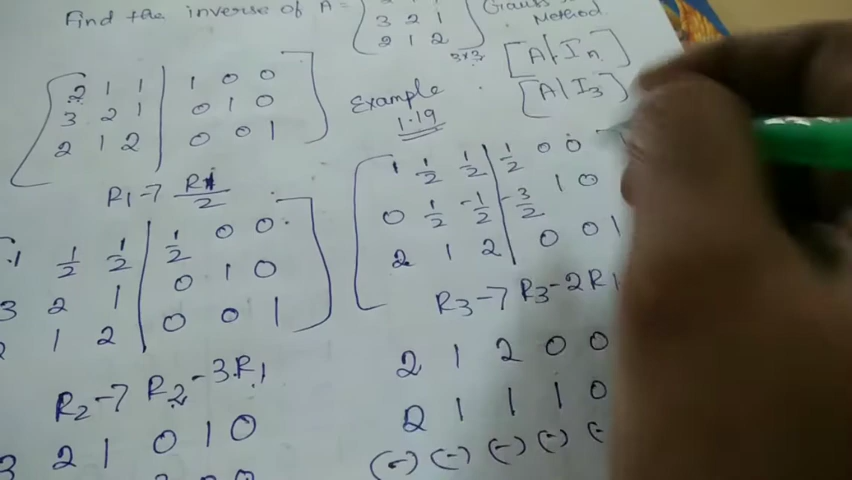 Find the inverse of A =
3 2 1
2 1 2
3×3
Gauss
Method
2 1 1 | 1 0 0
3 2 1 | 0 1 0
2 1 2 | 0 0 1
R1→ R1/2
1 1/2 1/2 | 1/2 0 0
3 2 1 | 0 1 0
2 1 2 | 0 0 1
R2→ R2-3R1
3 2 1 0 1 0
[A|In]
[A|I3]
Example
1.19
1 1/2 1/2 | 1/2 0 0
0 1/2 -1/2 | -3/2 1 0
2 1 2 | 0 0 1
R3→ R3-2R1
2 1 2 0 0
2 1 1 1 0
(-) (-) (-) (-) (-